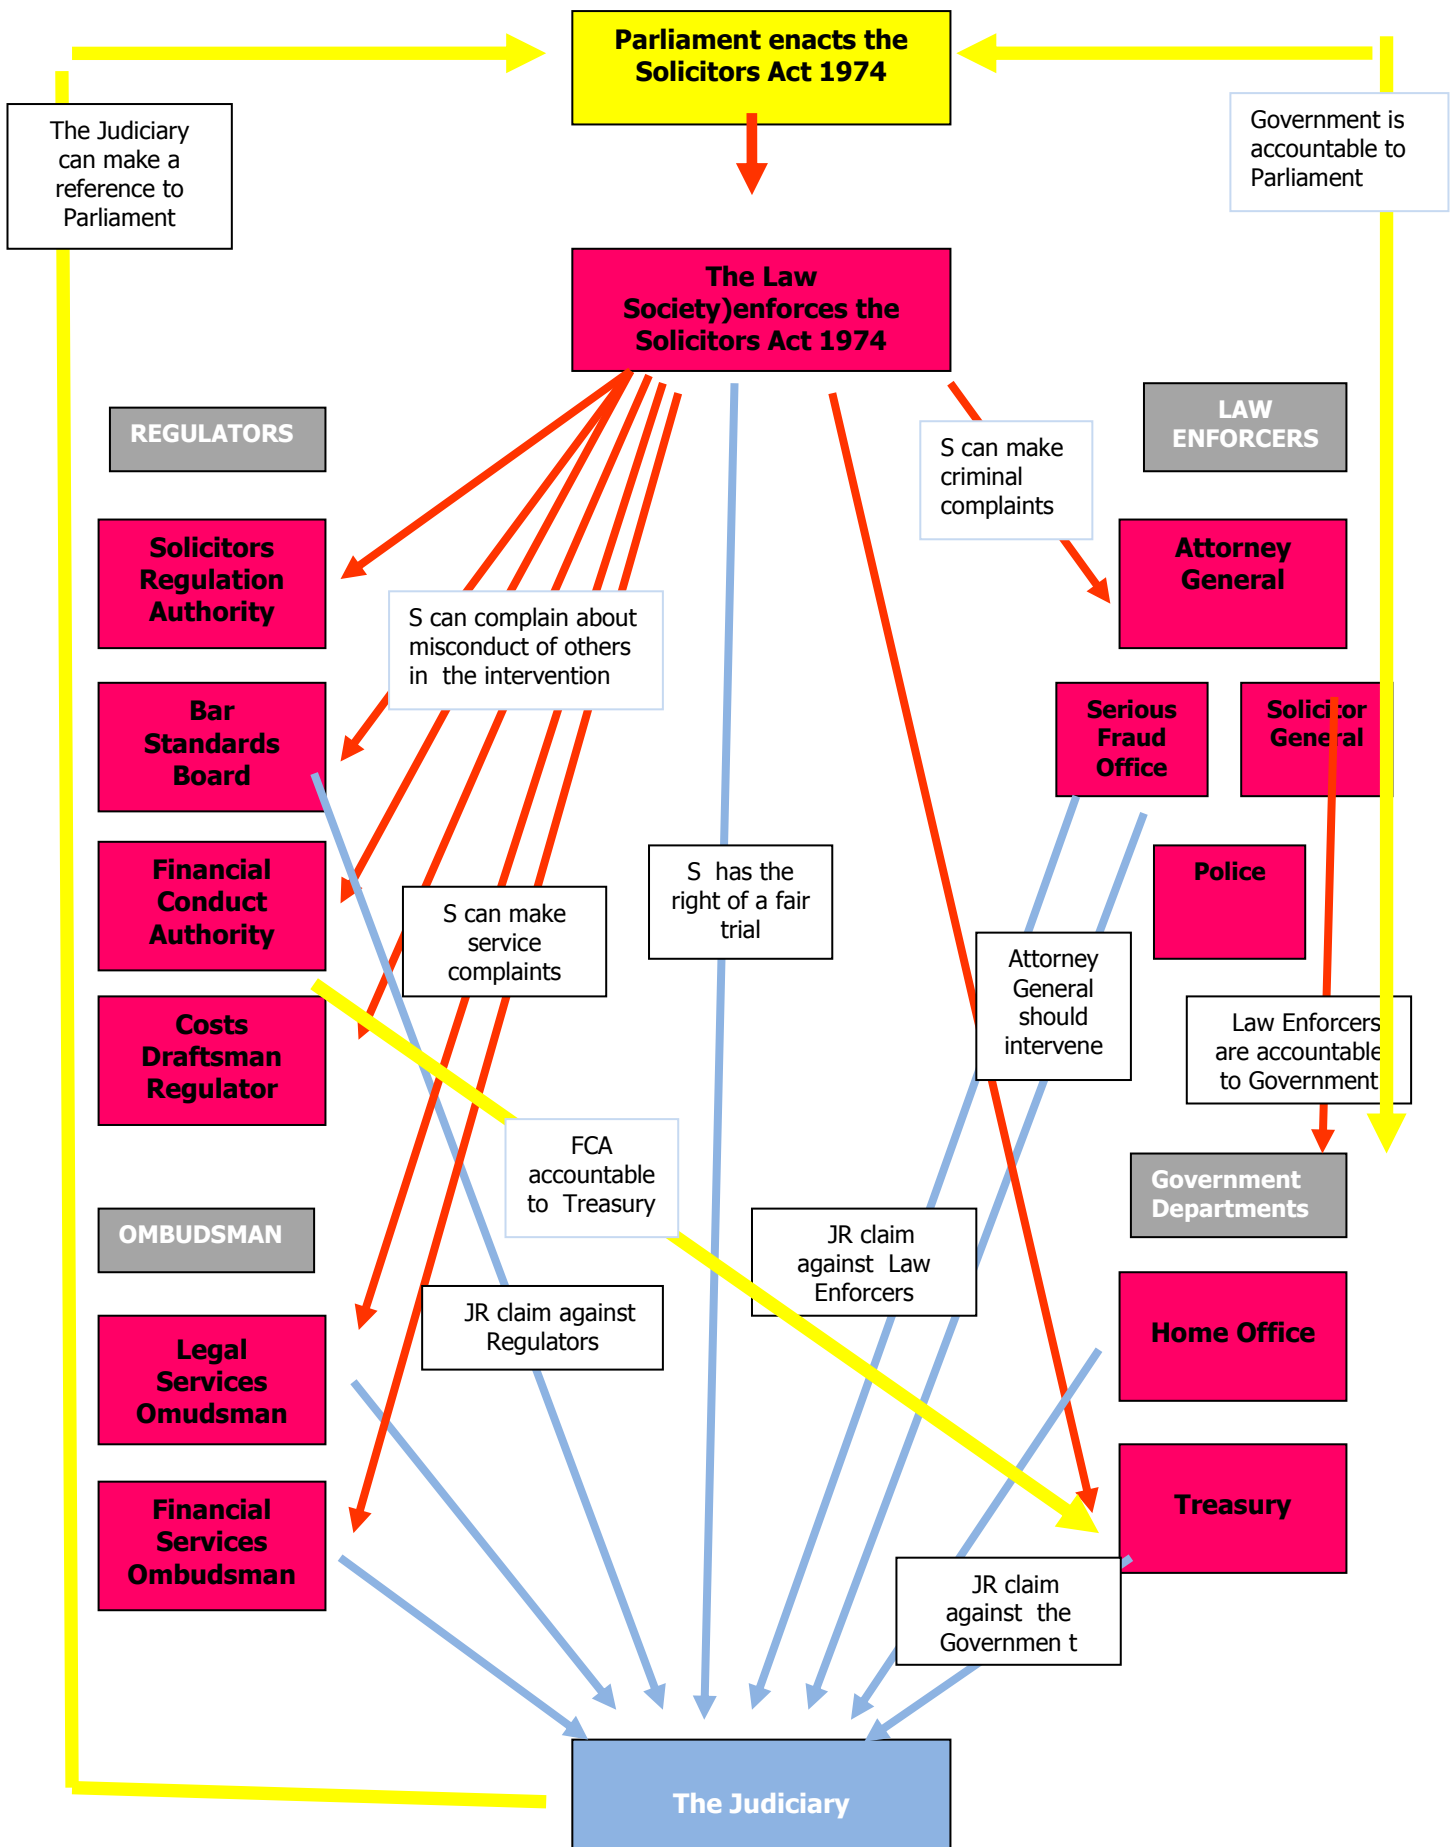 Parliament enacts the
Solicitors Act 1974
The Judiciary
can make a
reference to
Parliament
Government is
accountable to
Parliament
The Law
Society)enforces the
Solicitors Act 1974
REGULATORS
S can make
criminal
complaints
LAW
ENFORCERS
Solicitors
Regulation
Authority
Attorney
General
S can complain about
misconduct of others
in the intervention
Bar
Standards
Board
Serious
Fraud
Office
Solicitor
General
Financial
Conduct
Authority
S can make
service
complaints
S has the
right of a fair
trial
Police
Attorney
General
should
intervene
Costs
Draftsman
Regulator
Law Enforcers
are accountable
to Government
FCA
accountable
to Treasury
Government
Departments
OMBUDSMAN
JR claim
against Law
Enforcers
JR claim against
Regulators
Legal
Services
Omudsman
Home Office
Financial
Services
Ombudsman
Treasury
JR claim
against the
Governmen t
The Judiciary